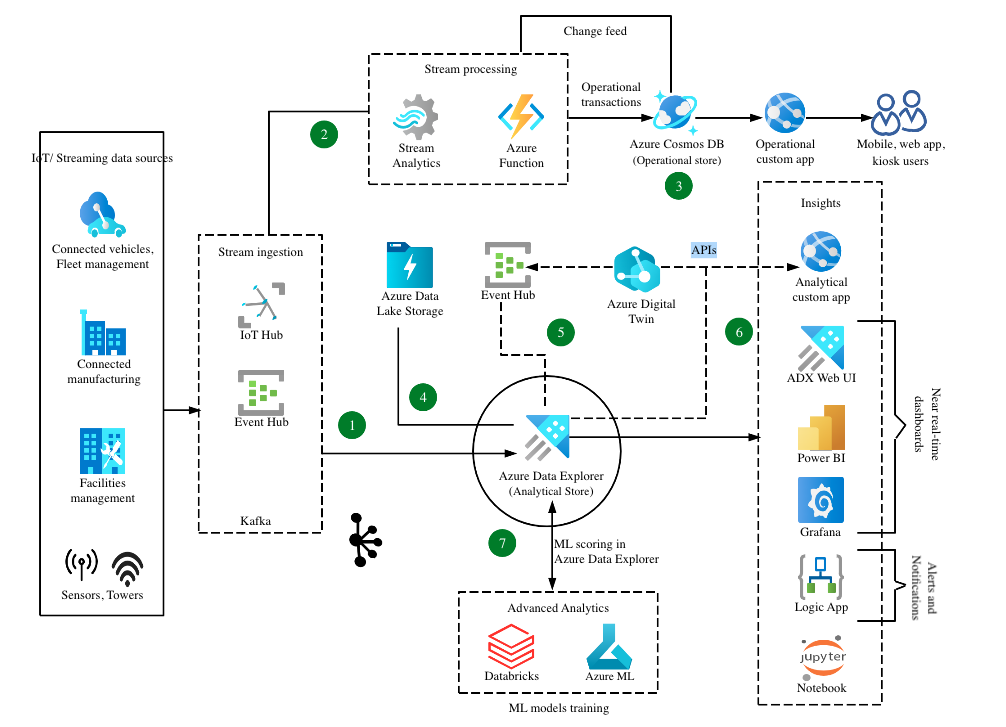 Change feed
Stream processing
Stream
Analytics
Azure
Function
Operational
transactions
Azure Cosmos DB
(Operational store)
Operational
custom app
Mobile, web app,
kiosk users
2
3
IoT/ Streaming data sources
Connected vehicles,
Fleet management
Connected
manufacturing
Facilities
management
Sensors, Towers
Stream ingestion
IoT Hub
Event Hub
Kafka
Azure Data
Lake Storage
Event Hub
Azure Digital
Twin
APIs
5
6
4
1
Azure Data Explorer
(Analytical Store)
7
ML scoring in
Azure Data Explorer
Advanced Analytics
Databricks
Azure ML
ML models training
Insights
Analytical
custom app
ADX Web UI
Power BI
Grafana
Logic App
jupyter
Notebook
Near real-time
dashboards
Alerts and
Notifications